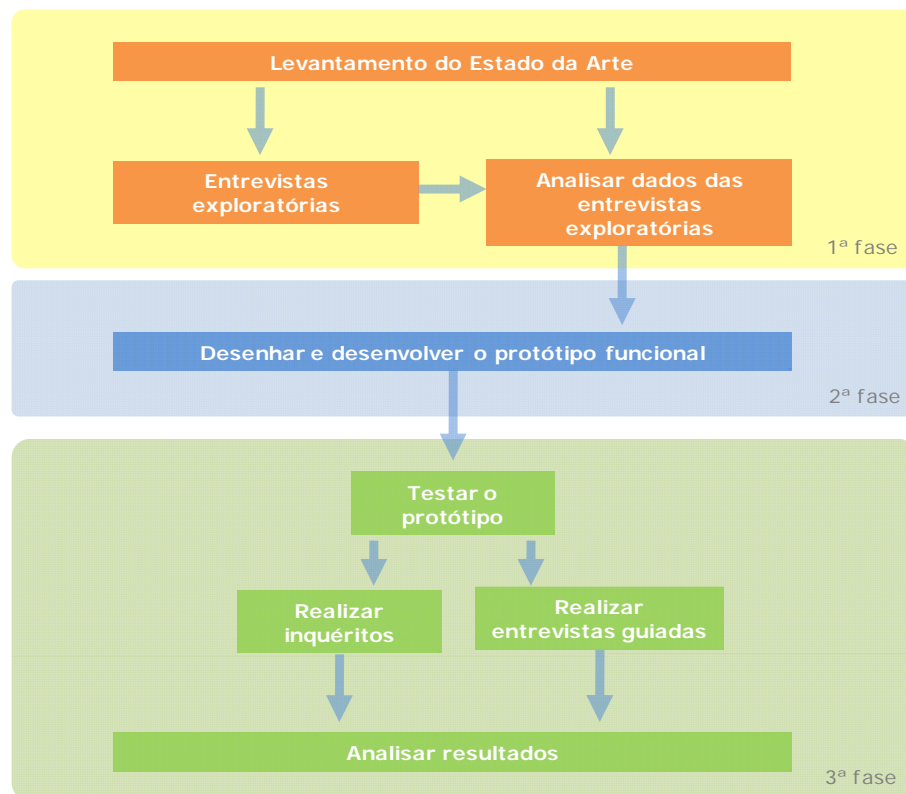 Levantamento do Estado da Arte
Entrevistas
exploratórias
Analisar dados das
entrevistas
exploratórias
1ª fase
Desenhar e desenvolver o protótipo funcional
2ª fase
Testar o
protótipo
Realizar
inquéritos
Realizar
entrevistas guiadas
Analisar resultados
3ª fase